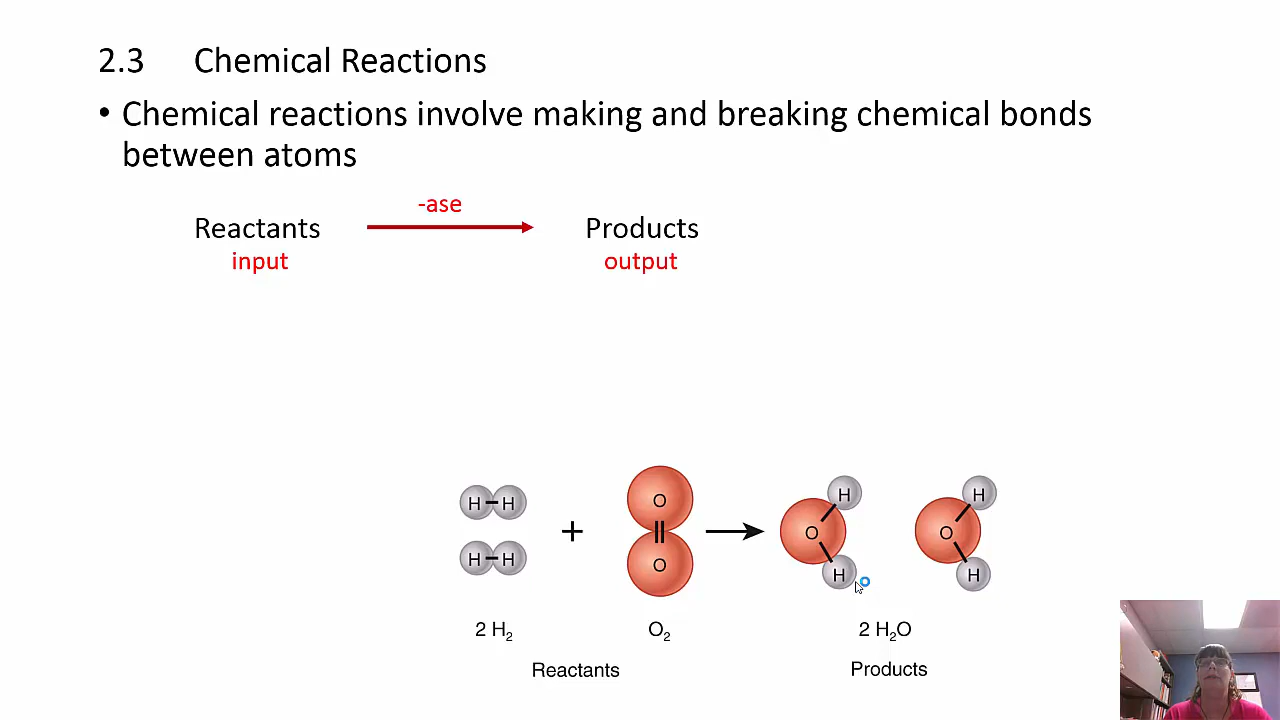 2.3 Chemical Reactions
• Chemical reactions involve making and breaking chemical bonds
between atoms
-ase
Reactants Products
input output
H H O H H
H H O O O
O H H
2 H₂ O₂ 2 H₂O
Reactants Products